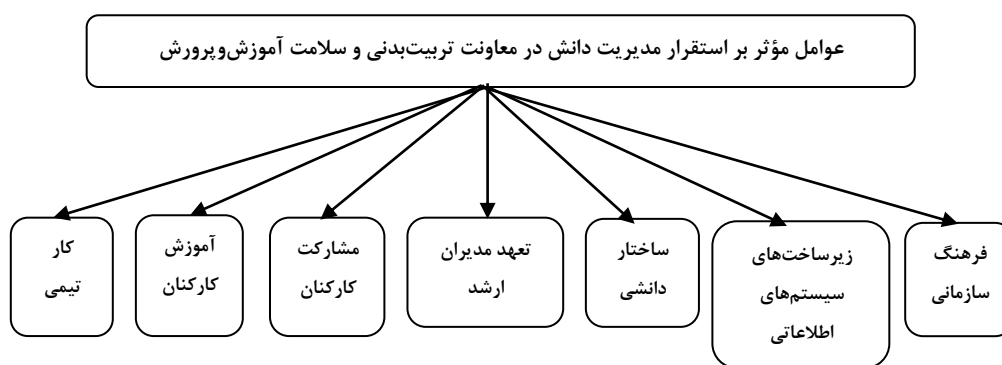 عوامل مؤثر بر استقرار مدیریت دانش در معاونت تربیت‌بدنی و سلامت آموزش‌وپرورش
فرهنگ
سازمانی
زیرساخت‌های
سیستم‌های
اطلاعاتی
ساختار
دانشی
تعهد مدیران
ارشد
مشارکت
کارکنان
آموزش
کارکنان
کار
تیمی